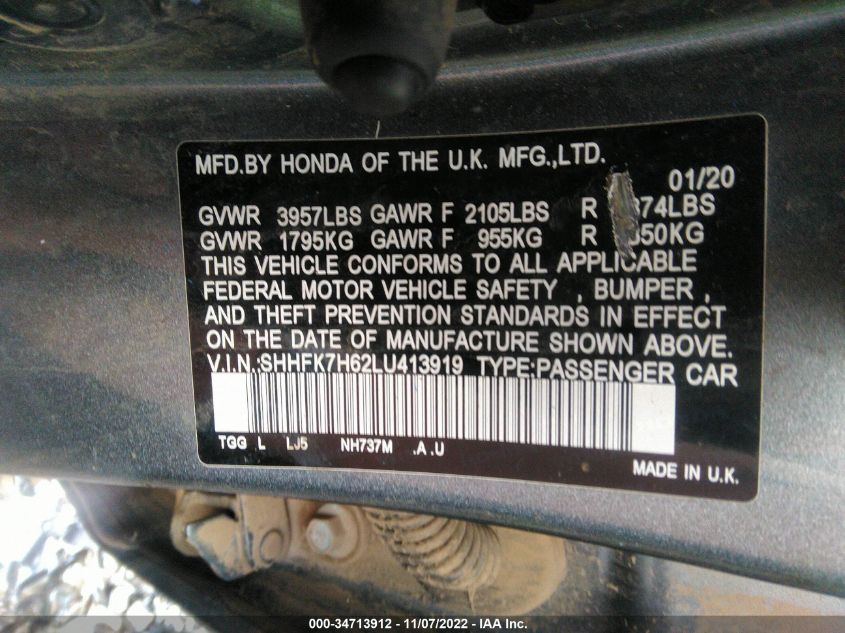 MFD.BY HONDA OF THE U.K. MFG.,LTD.
01/20
GVWR 3957LBS GAWR F 2105LBS R 874LBS
GVWR 1795KG GAWR F 955KG R 50KG
THIS VEHICLE CONFORMS TO ALL APPLICABLE
FEDERAL MOTOR VEHICLE SAFETY , BUMPER ,
AND THEFT PREVENTION STANDARDS IN EFFECT
ON THE DATE OF MANUFACTURE SHOWN ABOVE.
V.I.N.:SHHFK7H62LU413919 TYPE:PASSENGER CAR
TGG L LJ5 NH737M .A .U
MADE IN U.K.
000-34713912 - 11/07/2022 - IAA Inc.